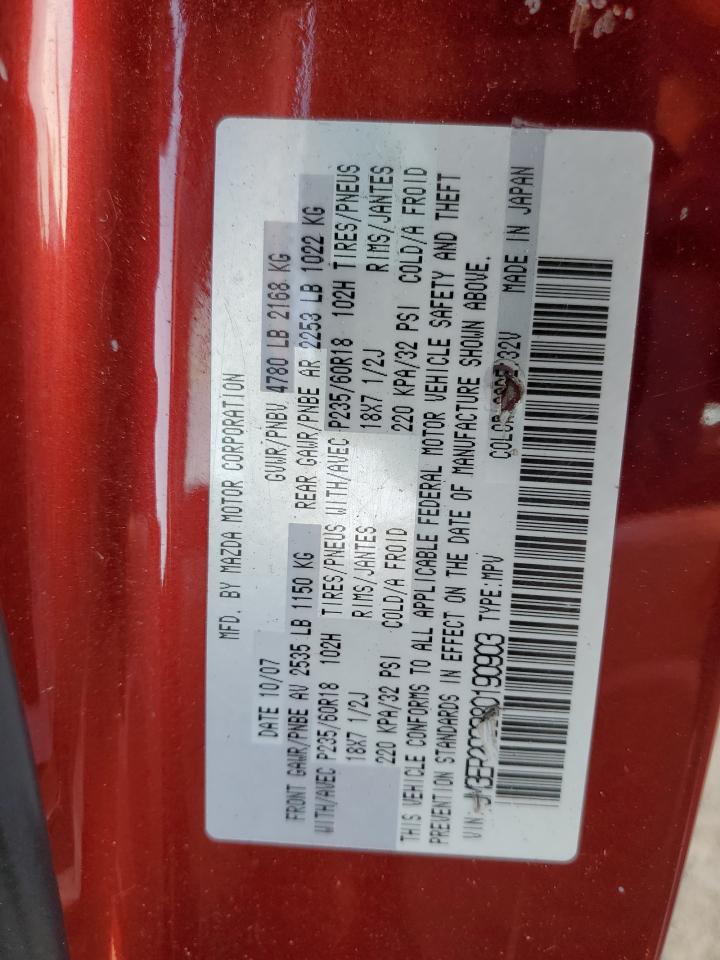 MFD. BY MAZDA MOTOR CORPORATION
DATE 10/07 GVWR/PNBV 4780 LB 2168 KG
FRONT GAWR/PNBE AV 2535 LB 1150 KG REAR GAWR/PNBE AR 2253 LB 1022 KG
WITH/AVEC P235/60R18 102H TIRES/PNEUS WITH/AVEC P235/60R18 102H TIRES/PNEUS
18X7 1/2J RIMS/JANTES 18X7 1/2J RIMS/JANTES
220 KPA/32 PSI COLD/A FROID 220 KPA/32 PSI COLD/A FROID
THIS VEHICLE CONFORMS TO ALL APPLICABLE FEDERAL MOTOR VEHICLE SAFETY AND THEFT
PREVENTION STANDARDS IN EFFECT ON THE DATE OF MANUFACTURE SHOWN ABOVE.
VIN: TYPE:MPV COLOR 32V MADE IN JAPAN